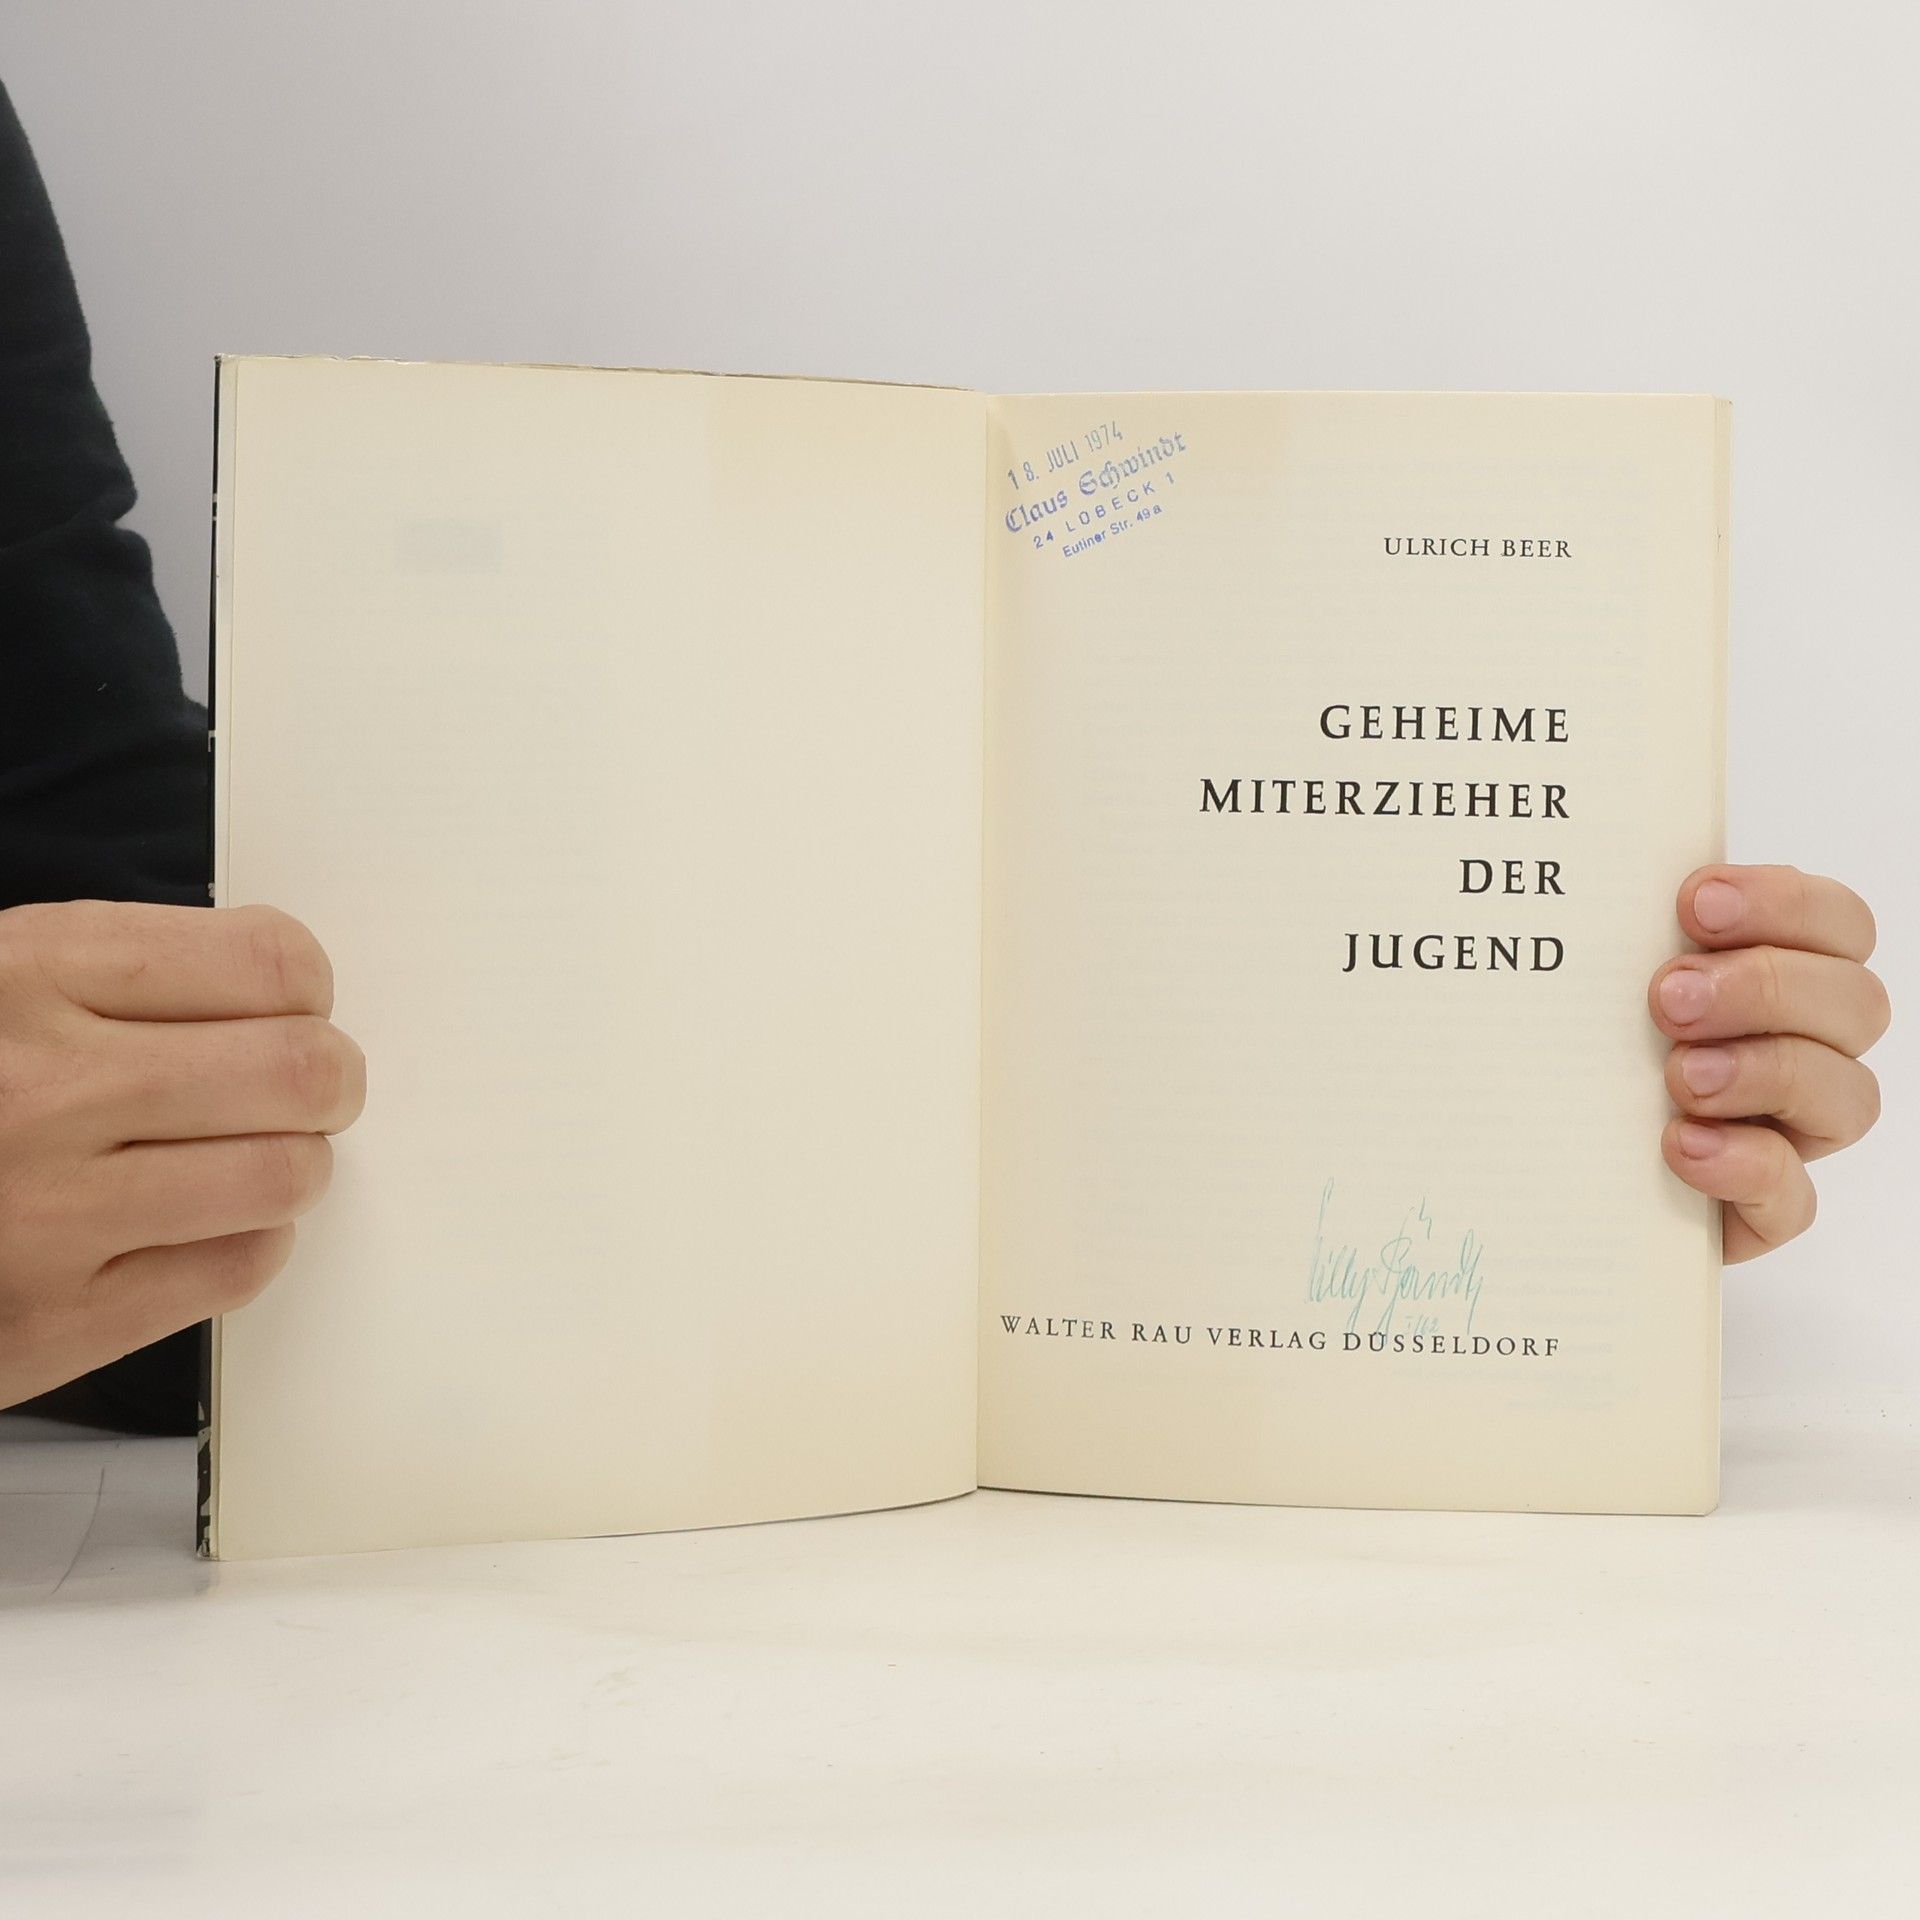 18. JULI 1974
Claus Schwindt
24 LÜBECK 1
Eutiner Str. 49a
ULRICH BEER
GEHEIME
MITERZIEHER
DER
JUGEND
Willy
WALTER RAU VERLAG DÜSSELDORF